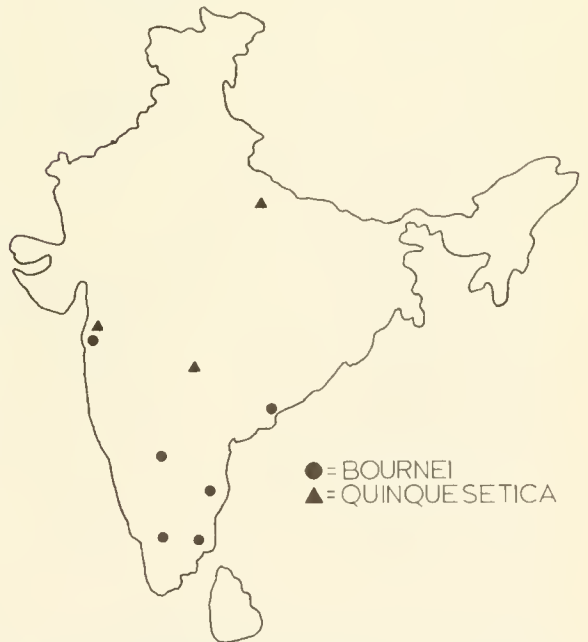 ● = BOURNEI
▲ = QUINQUESETICA